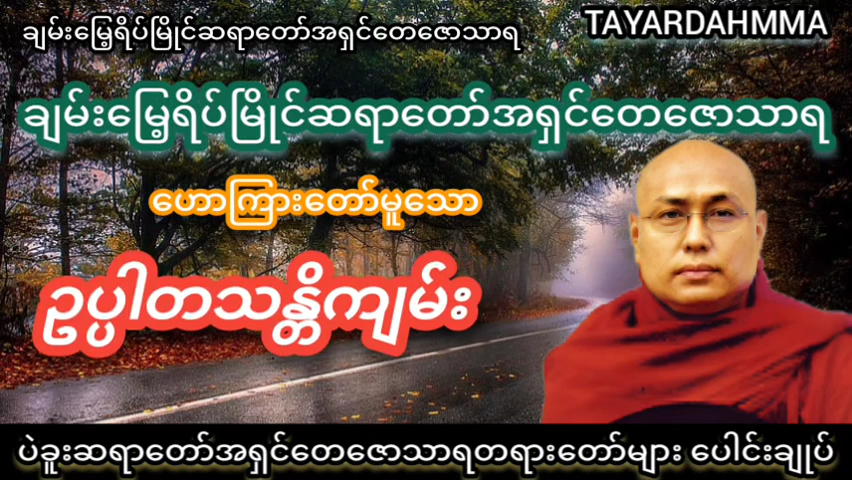 ချမ်းမြေ့ရိပ်မြိုင်ဆရာတော်အရှင်တေဇောသာရ
TAYARDAHMMA
ချမ်းမြေ့ရိပ်မြိုင်ဆရာတော်အရှင်တေဇောသာရ
ဟောကြားတော်မူသော
ဥပ္ပါတသန္တိကျမ်း
ပဲခူးဆရာတော်အရှင်တေဇောသာရတရားတော်များ ပေါင်းချုပ်